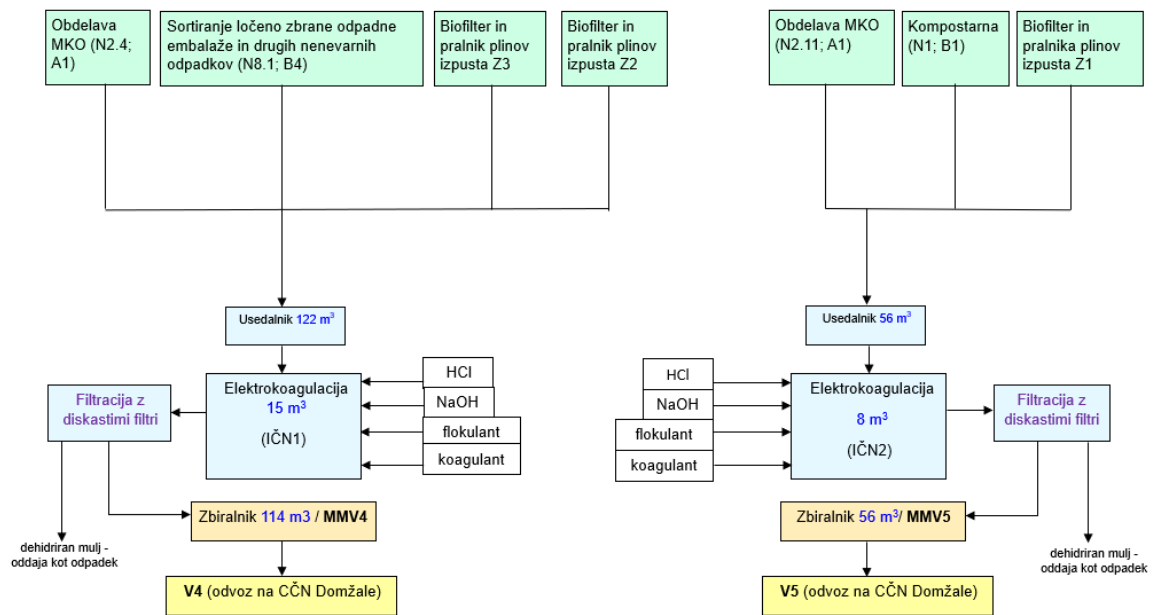 Obdelava
MKO (N2.4;
A1)
Sortiranje ločeno zbrane odpadne
embalaže in drugih nenevarnih
odpadkov (N8.1; B4)
Biofilter in
pralnik plinov
izpusta Z3
Biofilter in
pralnik plinov
izpusta Z2
Obdelava MKO
(N2.11; A1)
Kompostarna
(N1; B1)
Biofilter in
pralnika plinov
izpusta Z1
Usedalnik 122 m³
Usedalnik 56 m³
Elektrokoagulacija
15 m³
(IČN1)
HCl
NaOH
flokulant
koagulant
Filtracija z
diskastimi filtri
HCl
NaOH
flokulant
koagulant
Elektrokoagulacija
8 m³
(IČN2)
Filtracija z
diskastimi filtri
Zbiralnik 114 m3 / MMV4
Zbiralnik 56 m³/ MMV5
dehidriran mulj -
oddaja kot odpadek
dehidriran mulj -
oddaja kot odpadek
V4 (odvoz na CČN Domžale)
V5 (odvoz na CČN Domžale)